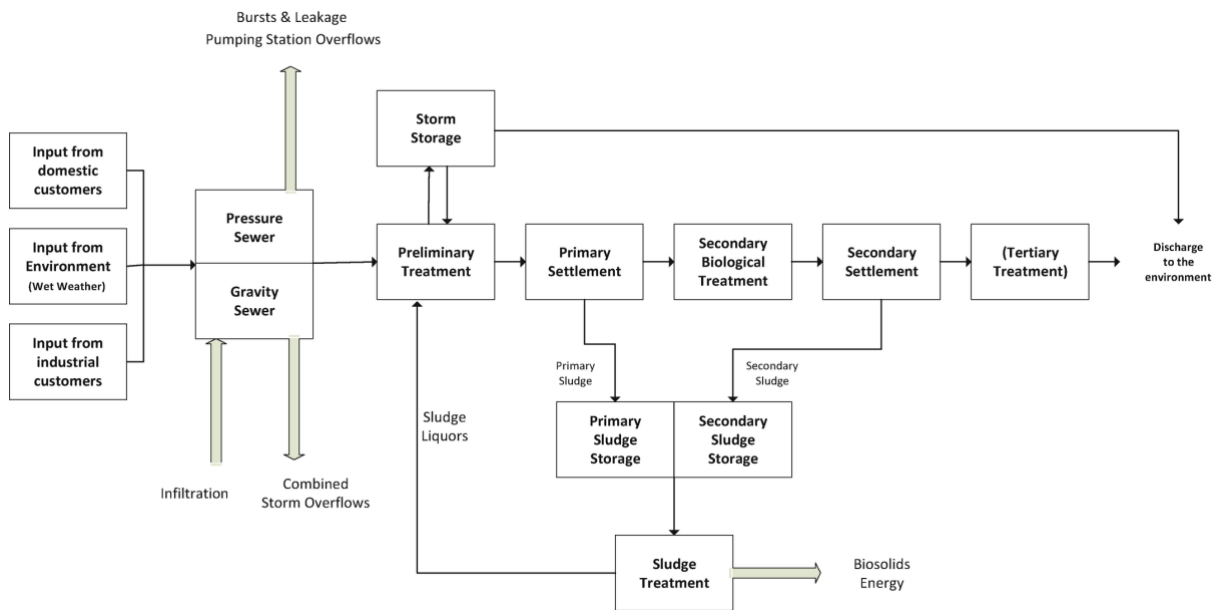 Bursts & Leakage
Pumping Station Overflows
Storm
Storage
Input from
domestic
customers
Input from
Environment
(Wet Weather)
Input from
industrial
customers
Pressure
Sewer
Gravity
Sewer
Preliminary
Treatment
Primary
Settlement
Secondary
Biological
Treatment
Secondary
Settlement
(Tertiary
Treatment)
Discharge
to the
environment
Primary
Sludge
Secondary
Sludge
Primary
Sludge
Storage
Secondary
Sludge
Storage
Sludge
Liquors
Infiltration
Combined
Storm Overflows
Sludge
Treatment
Biosolids
Energy